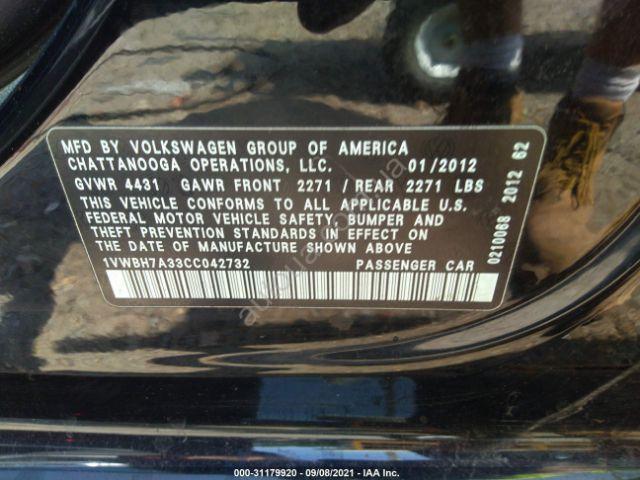 MFD BY VOLKSWAGEN GROUP OF AMERICA
CHATTANOOGA OPERATIONS, LLC. 01/2012
GVWR 4431 GAWR FRONT 2271 / REAR 2271 LBS
THIS VEHICLE CONFORMS TO ALL APPLICABLE U.S.
FEDERAL MOTOR VEHICLE SAFETY, BUMPER AND
THEFT PREVENTION STANDARDS IN EFFECT ON
THE DATE OF MANUFACTURE SHOWN ABOVE
1VWBH7A33CC042732 PASSENGER CAR
0210068 2012 62
000-31179920 - 09/08/2021 - IAA Inc.